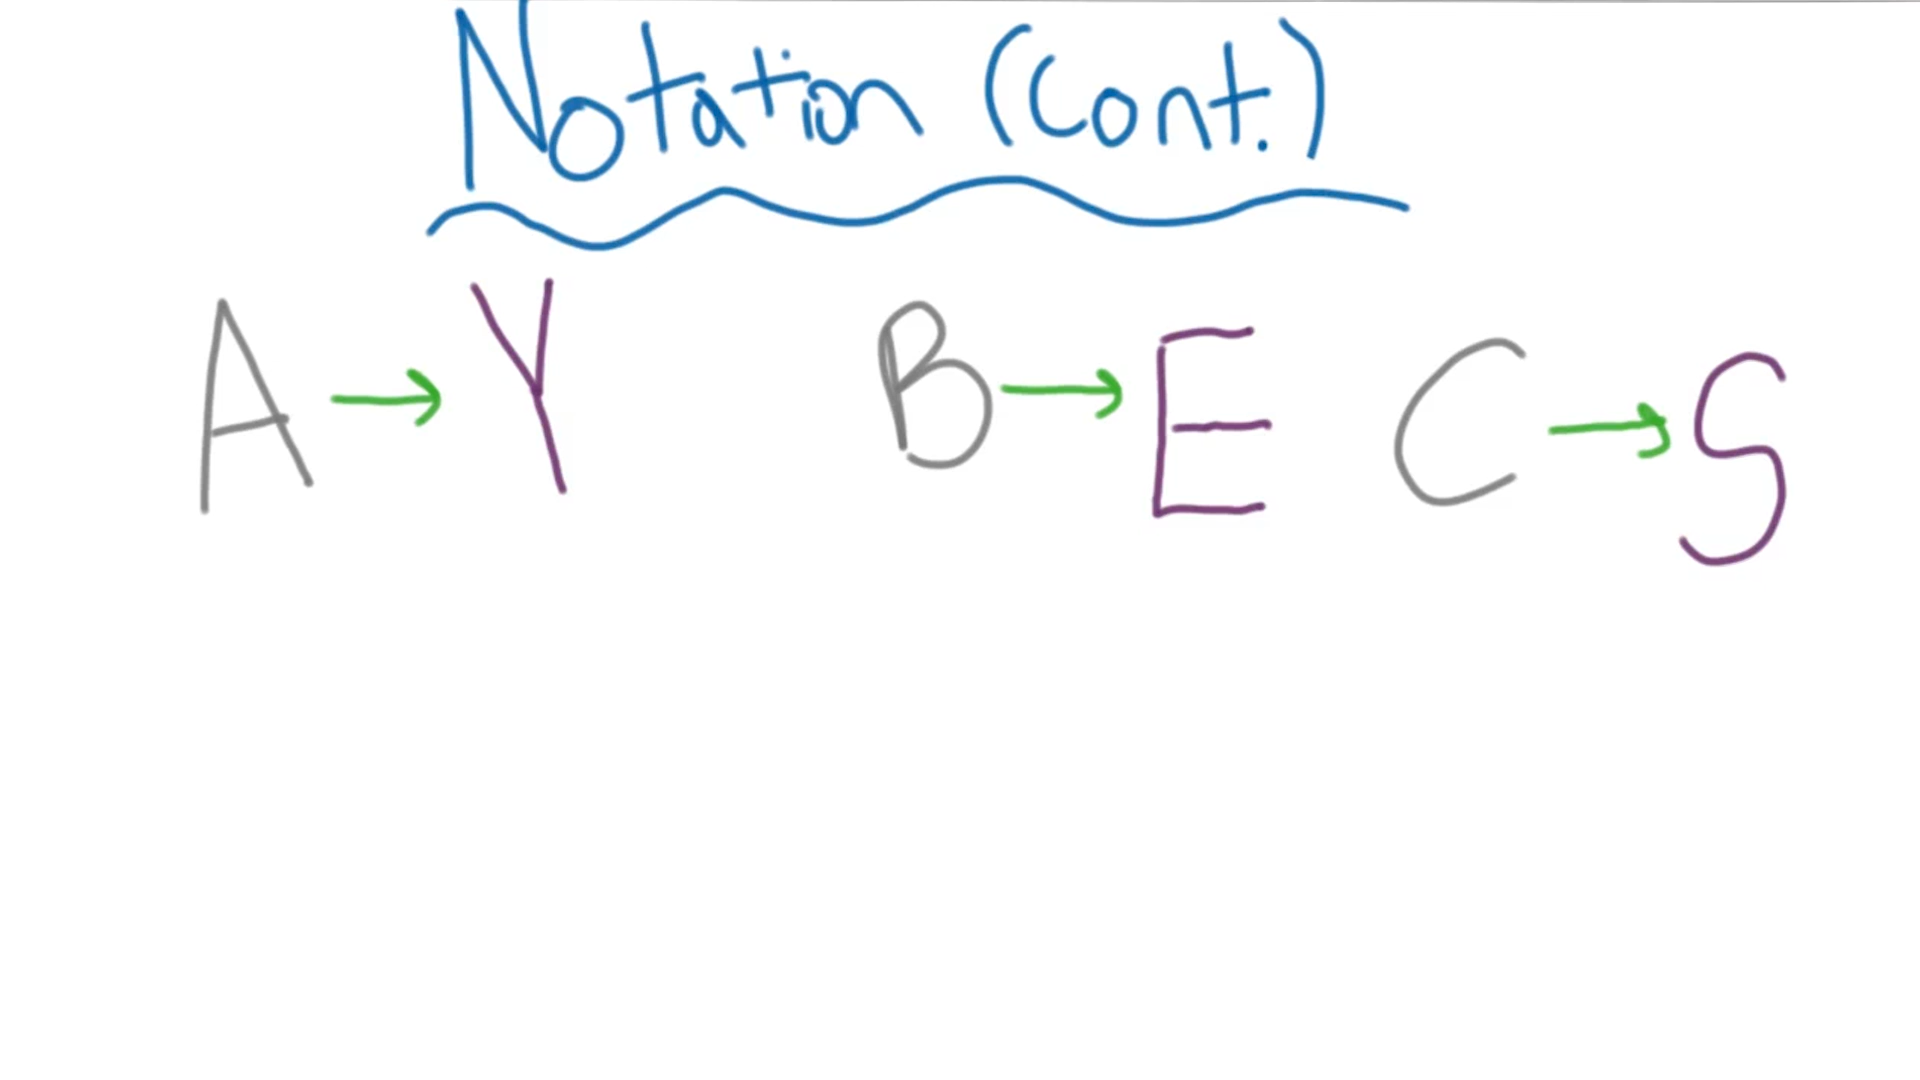 Notation (Cont.)
A → Y B → E C → S